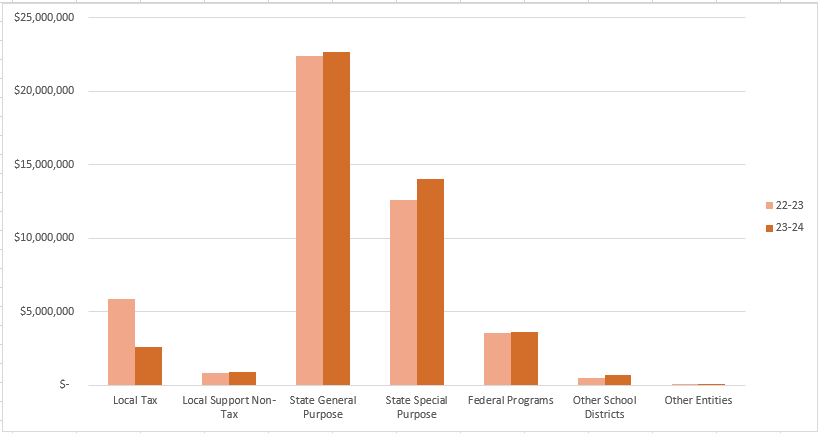 $25,000,000
$20,000,000
$15,000,000
$10,000,000
$5,000,000
$-
Local Tax
Local Support Non-
Tax
State General
Purpose
State Special
Purpose
Federal Programs
Other School
Districts
Other Entities
22-23
23-24